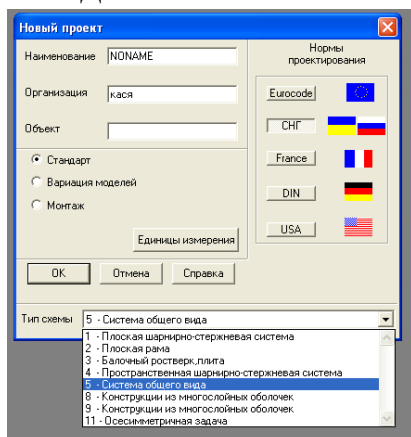 Новый проект
Наименование NONAME
Организация кася
Объект
Стандарт
Вариация моделей
Монтаж
Единицы измерения
Нормы
проектирования
Eurocode
СНГ
France
DIN
USA
OK Отмена Справка
Тип схемы 5 - Система общего вида
1 - Плоская шарнирно-стержневая система
2 - Плоская рама
3 - Балочный ростверк,плита
4 - Пространственная шарнирно-стержневая система
5 - Система общего вида
8 - Конструкции из многослойных оболочек
9 - Конструкции из многослойных оболочек
11 - Осесимметричная задача